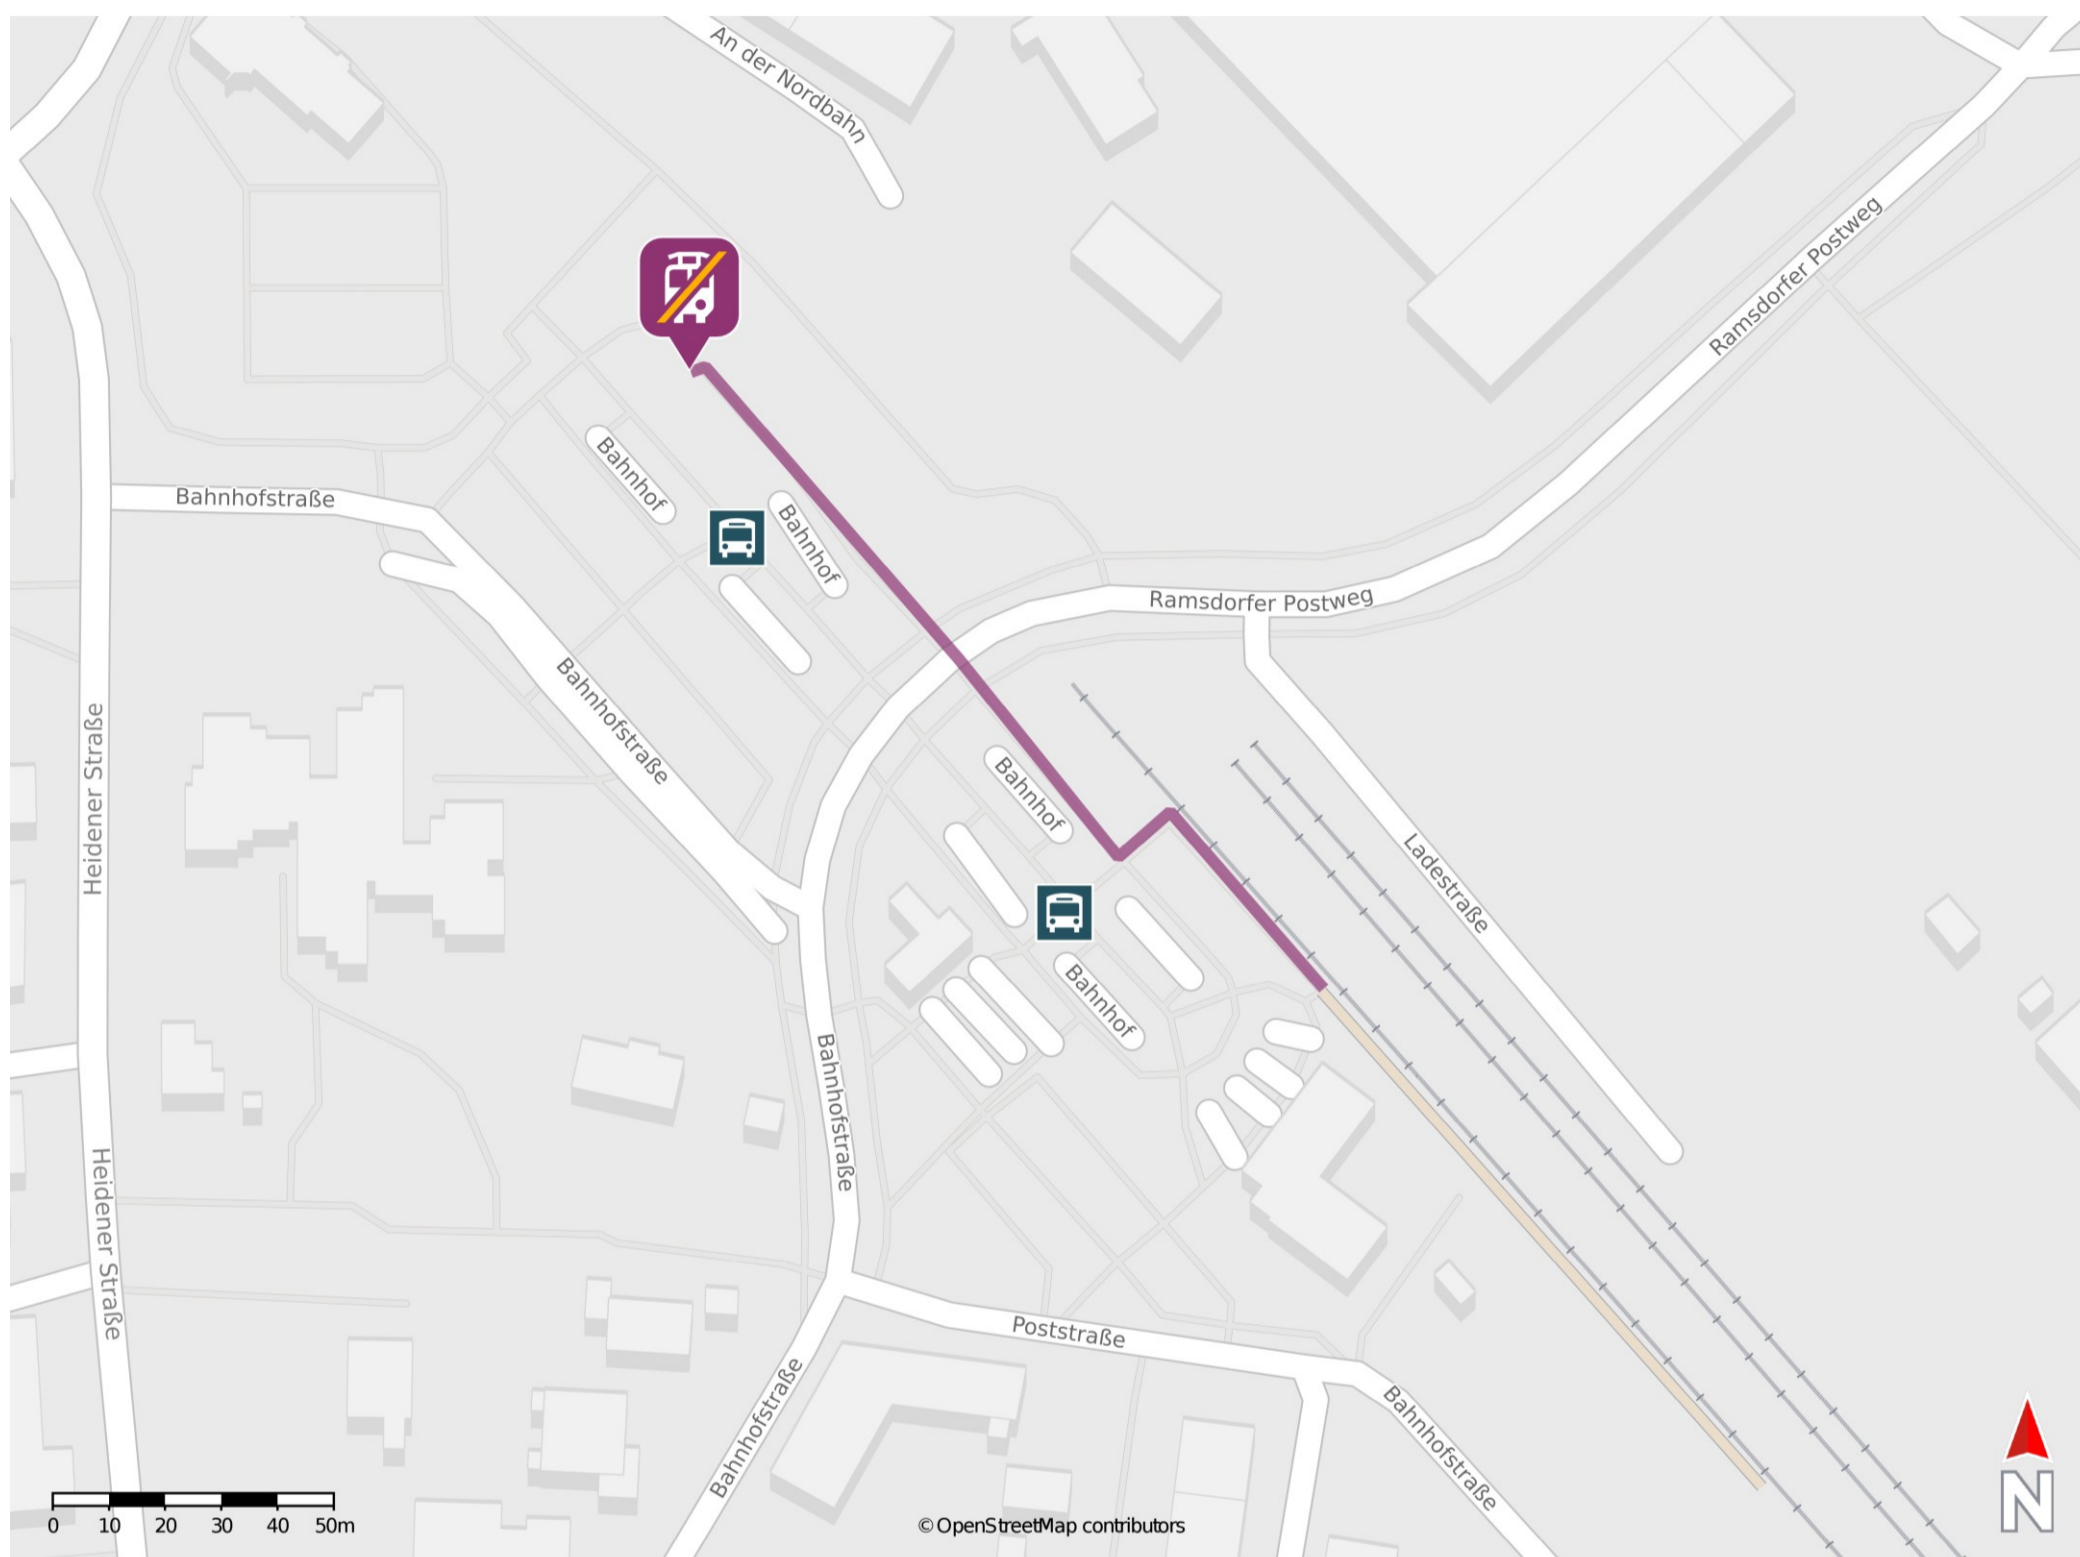 An der Nordbahn
Ramsdorfer Postweg
Bahnhof
Bahnhofstraße
Bahnhof
Ramsdorfer Postweg
Bahnhofstraße
Heidener Straße
Bahnhof
Ladestraße
Bahnhof
Bahnhofstraße
Heidener Straße
Poststraße
Bahnhofstraße
Bahnhofstraße
0 10 20 30 40 50m
© OpenStreetMap contributors
N